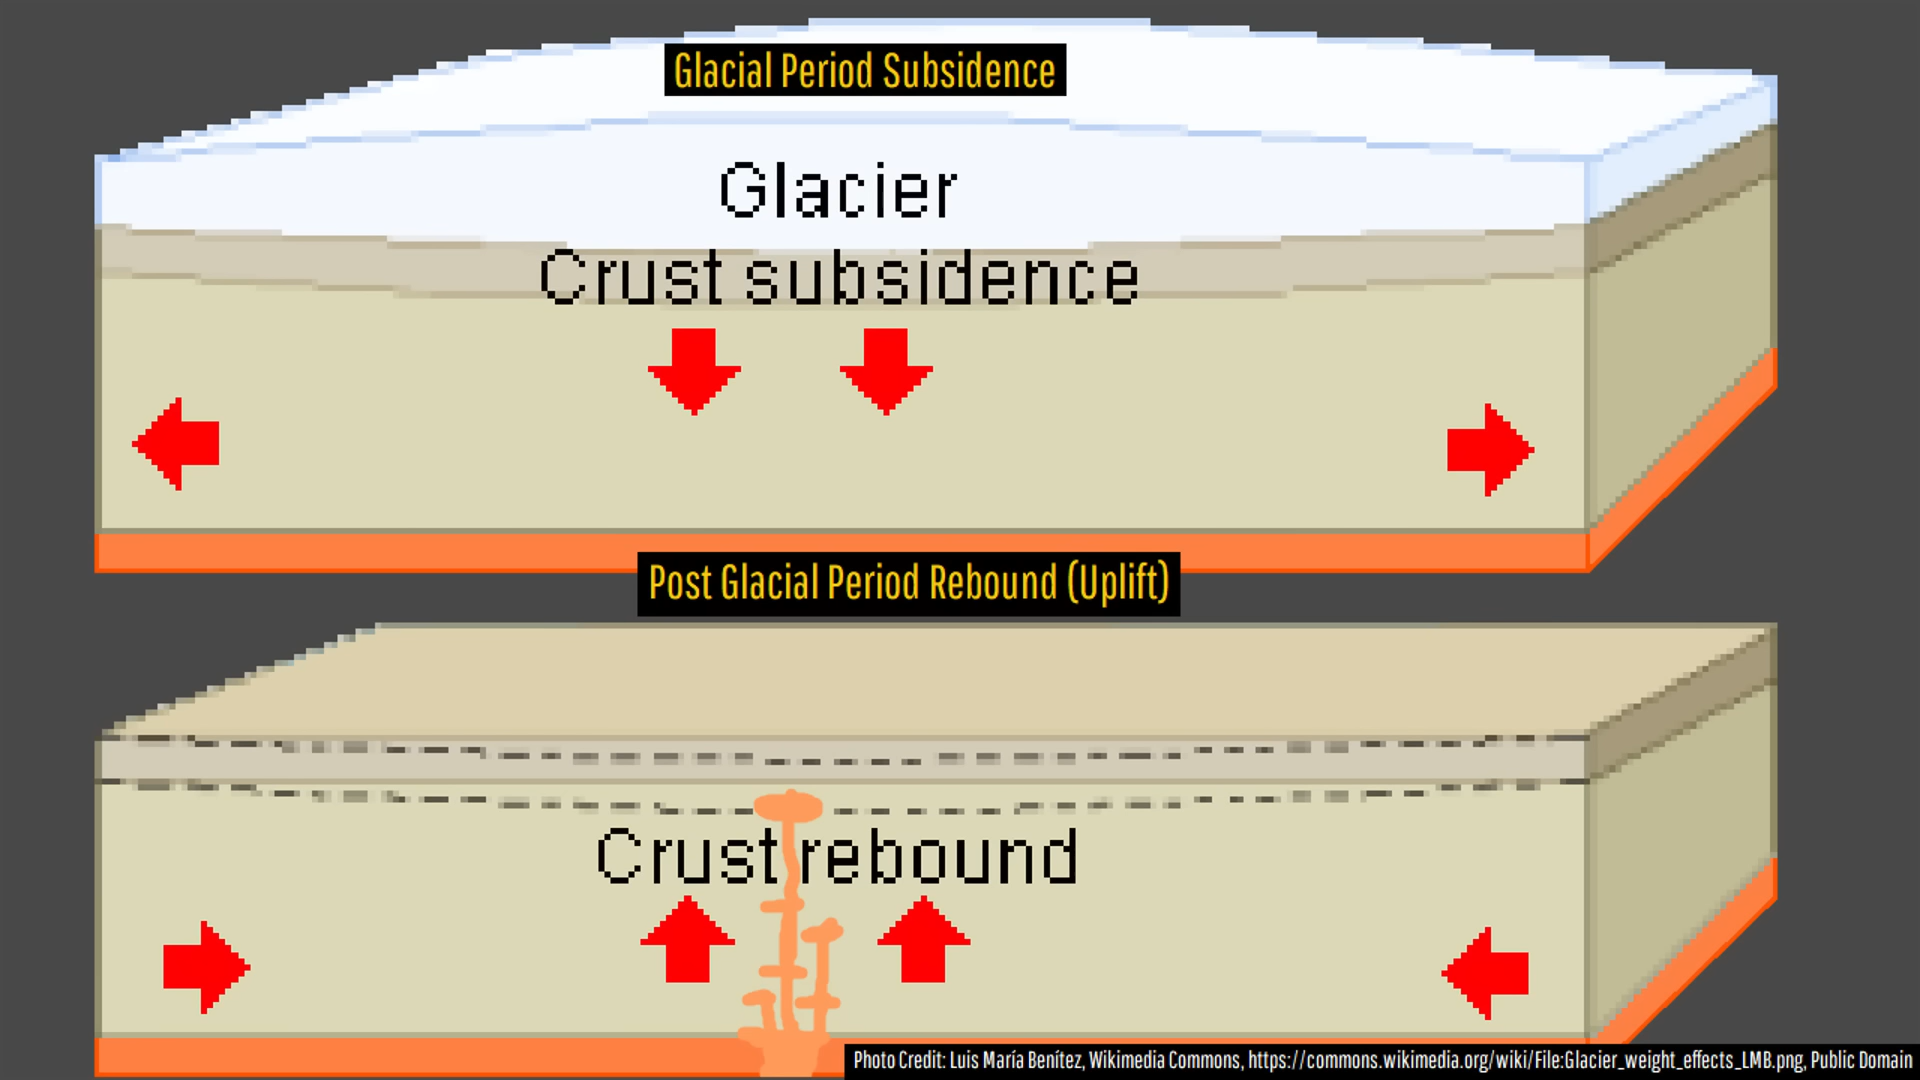 Glacial Period Subsidence
Glacier
Crust subsidence
Post Glacial Period Rebound (Uplift)
Crust rebound
Photo Credit: Luis María Benítez, Wikimedia Commons, https://commons.wikimedia.org/wiki/File:Glacier_weight_effects_LMB.png, Public Domain